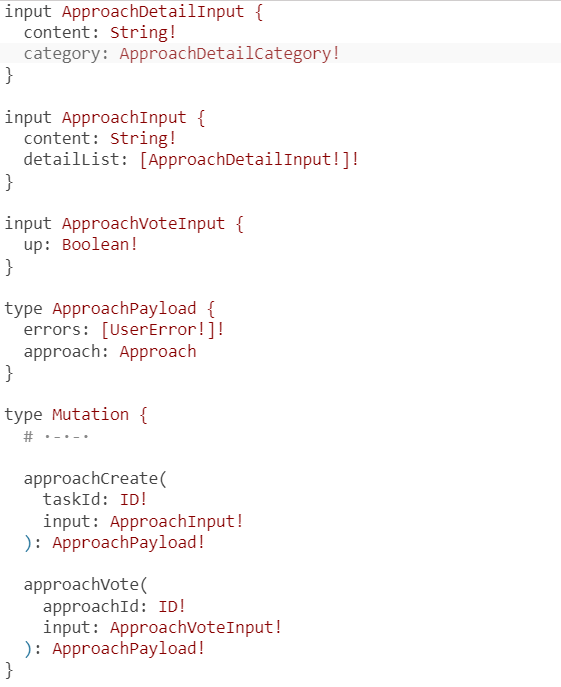 input ApproachDetailInput {
  content: String!
  category: ApproachDetailCategory!
}

input ApproachInput {
  content: String!
  detailList: [ApproachDetailInput!]!
}

input ApproachVoteInput {
  up: Boolean!
}

type ApproachPayload {
  errors: [UserError!]!
  approach: Approach
}

type Mutation {
  # ·-·-·

  approachCreate(
    taskId: ID!
    input: ApproachInput!
  ): ApproachPayload!

  approachVote(
    approachId: ID!
    input: ApproachVoteInput!
  ): ApproachPayload!
}